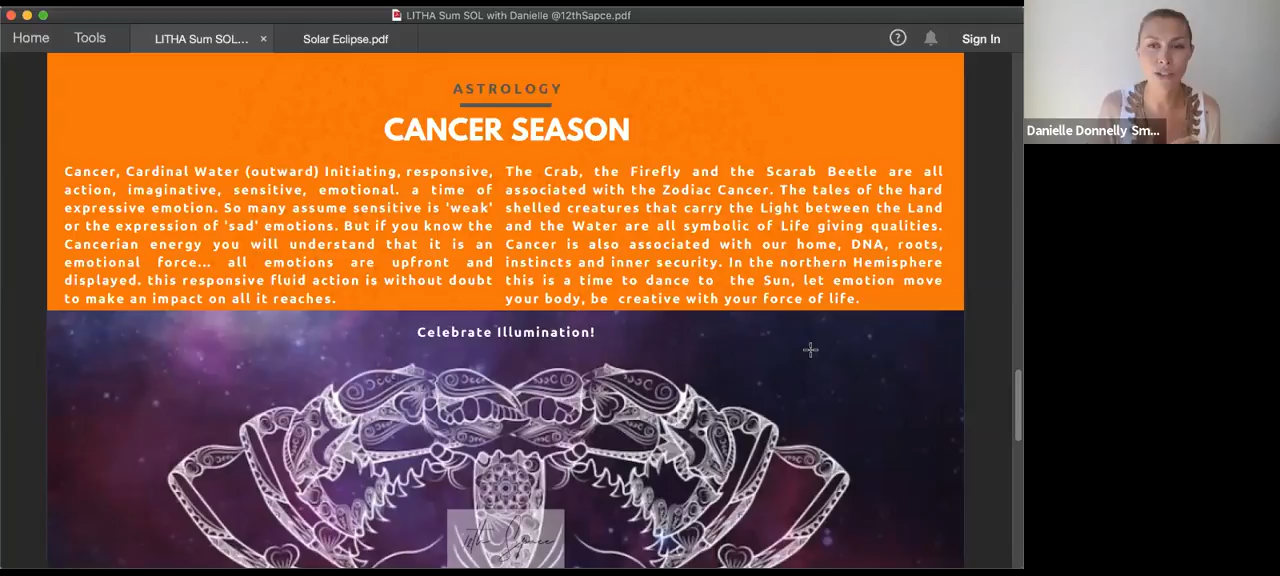 LITHA Sum SOL with Danielle @12thSapce.pdf
Home Tools LITHA Sum SOL... × Solar Eclipse.pdf ? Sign In
Danielle Donnelly Sm...
ASTROLOGY
CANCER SEASON
Cancer, Cardinal Water (outward) Initiating, responsive,
action, imaginative, sensitive, emotional. a time of
expressive emotion. So many assume sensitive is 'weak'
or the expression of 'sad' emotions. But if you know the
Cancerian energy you will understand that it is an
emotional force... all emotions are upfront and
displayed. this responsive fluid action is without doubt
to make an impact on all it reaches.
The Crab, the Firefly and the Scarab Beetle are all
associated with the Zodiac Cancer. The tales of the hard
shelled creatures that carry the Light between the Land
and the Water are all symbolic of Life giving qualities.
Cancer is also associated with our home, DNA, roots,
instincts and inner security. In the northern Hemisphere
this is a time to dance to the Sun, let emotion move
your body, be creative with your force of life.
Celebrate Illumination!